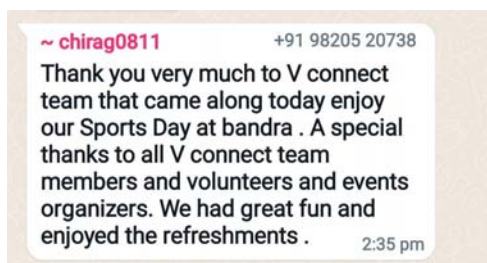 ~ chirag0811 +91 98205 20738
Thank you very much to V connect
team that came along today enjoy
our Sports Day at bandra . A special
thanks to all V connect team
members and volunteers and events
organizers. We had great fun and
enjoyed the refreshments .
2:35 pm